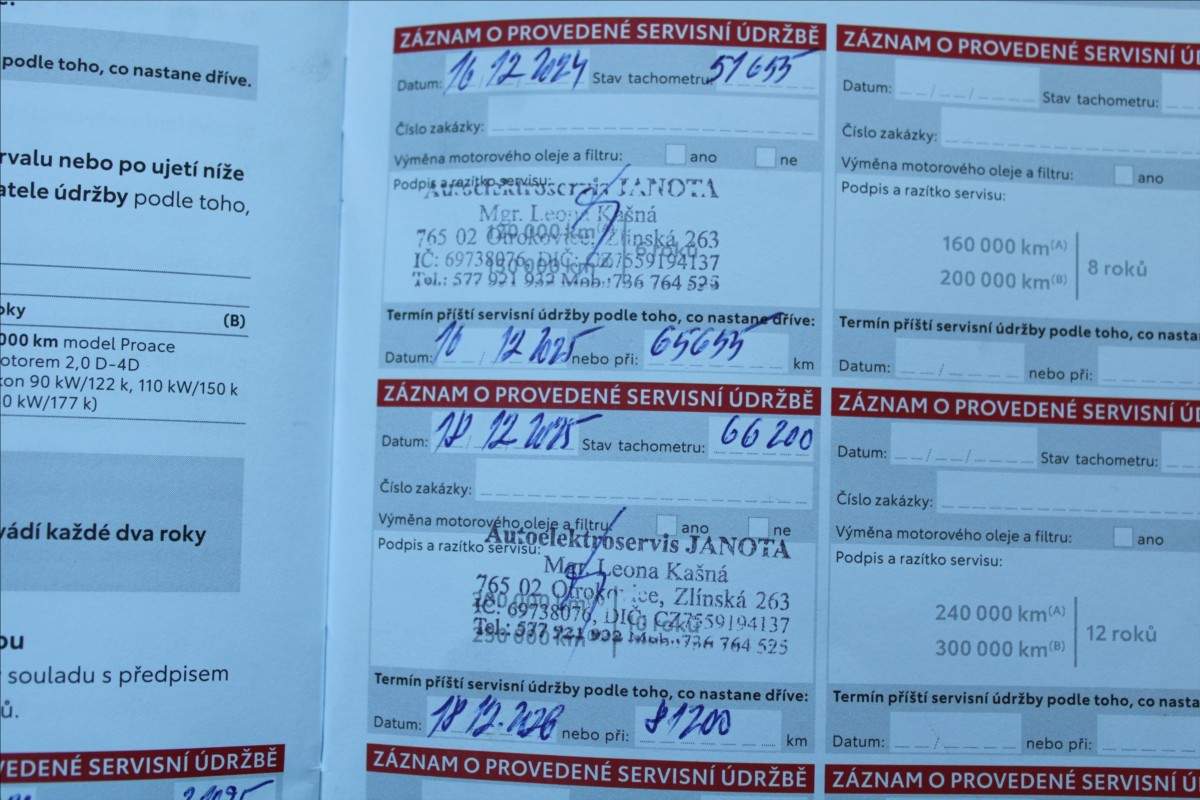 podle toho, co nastane dříve.
rvalu nebo po ujetí níže
atele údržby podle toho,
oky (B)
000 km model Proace
otorem 2,0 D-4D
kon 90 kW/122 k, 110 kW/150 k
0 kW/177 k)
vádí každé dva roky
ou
souladu s předpisem
ů.
VEDENÉ SERVISNÍ ÚDRŽBĚ
ZÁZNAM O PROVEDENÉ SERVISNÍ ÚDRŽBĚ
Datum: 16 / 12 / 2024 Stav tachometru: 51655
Číslo zakázky:
Výměna motorového oleje a filtru: ano ne
Podpis a razítko servisu:
Autoelektroservis JANOTA
Mgr. Leona Kašná
765 02 Otrokovice, Zlínská 263
IČ: 69738076, DIČ: CZ7559194137
Tel.: 577 921 932 Mob.: 736 764 525
Termín příští servisní údržby podle toho, co nastane dříve:
Datum: 16 / 12 2025 nebo při: 65655 km
ZÁZNAM O PROVEDENÉ SERVISNÍ ÚDRŽBĚ
Datum: 18 / 12 2025 Stav tachometru: 66 200
Číslo zakázky:
Výměna motorového oleje a filtru: ano ne
Podpis a razítko servisu:
Autoelektroservis JANOTA
Mgr. Leona Kašná
765 02 Otrokovice, Zlínská 263
IČ: 69738076, DIČ: CZ7559194137
Tel.: 577 921 932 Mob.: 736 764 525
Termín příští servisní údržby podle toho, co nastane dříve:
Datum: 18 12. 2026 nebo při: 81200 km
ZÁZNAM O PROVEDENÉ SERVISNÍ ÚDRŽBĚ
ZÁZNAM O PROVEDENÉ SERVISNÍ Ú
Datum: / / Stav tachometru:
Číslo zakázky:
Výměna motorového oleje a filtru: ano
Podpis a razítko servisu:
160 000 km(A)
200 000 km(B)
8 roků
Termín příští servisní údržby podle toho, co nasta
Datum: / nebo při:
ZÁZNAM O PROVEDENÉ SERVISNÍ Ú
Datum: / / Stav tachometru:
Číslo zakázky:
Výměna motorového oleje a filtru: ano
Podpis a razítko servisu:
240 000 km(A)
300 000 km(B)
12 roků
Termín příští servisní údržby podle toho, co nasta
Datum: / nebo při:
ZÁZNAM O PROVEDENÉ SERVISNÍ Ú